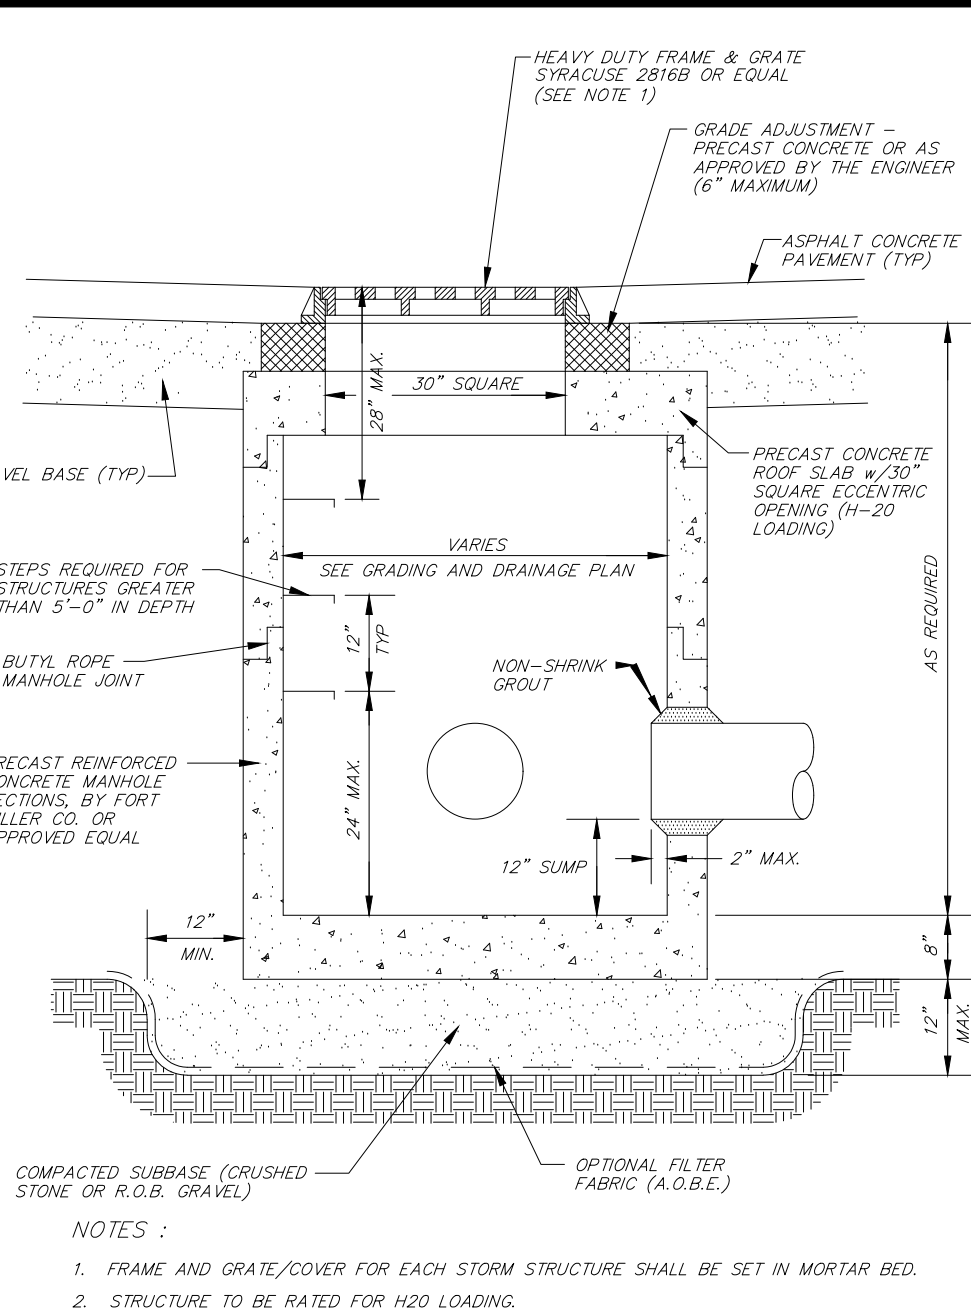 HEAVY DUTY FRAME & GRATE
SYRACUSE 2816B OR EQUAL
(SEE NOTE 1)
GRADE ADJUSTMENT –
PRECAST CONCRETE OR AS
APPROVED BY THE ENGINEER
(6" MAXIMUM)
ASPHALT CONCRETE
PAVEMENT (TYP)
28" MAX.
30" SQUARE
VEL BASE (TYP)
PRECAST CONCRETE
ROOF SLAB w/30"
SQUARE ECCENTRIC
OPENING (H-20
LOADING)
VARIES
SEE GRADING AND DRAINAGE PLAN
STEPS REQUIRED FOR
STRUCTURES GREATER
THAN 5'-0" IN DEPTH
12"
TYP
AS REQUIRED
BUTYL ROPE
MANHOLE JOINT
NON-SHRINK
GROUT
RECAST REINFORCED
ONCRETE MANHOLE
ECTIONS, BY FORT
ILLER CO. OR
PPROVED EQUAL
24" MAX.
12" SUMP
2" MAX.
12"
MIN.
8"
12"
MAX.
COMPACTED SUBBASE (CRUSHED
STONE OR R.O.B. GRAVEL)
OPTIONAL FILTER
FABRIC (A.O.B.E.)
NOTES :
1. FRAME AND GRATE/COVER FOR EACH STORM STRUCTURE SHALL BE SET IN MORTAR BED.
2. STRUCTURE TO BE RATED FOR H20 LOADING.